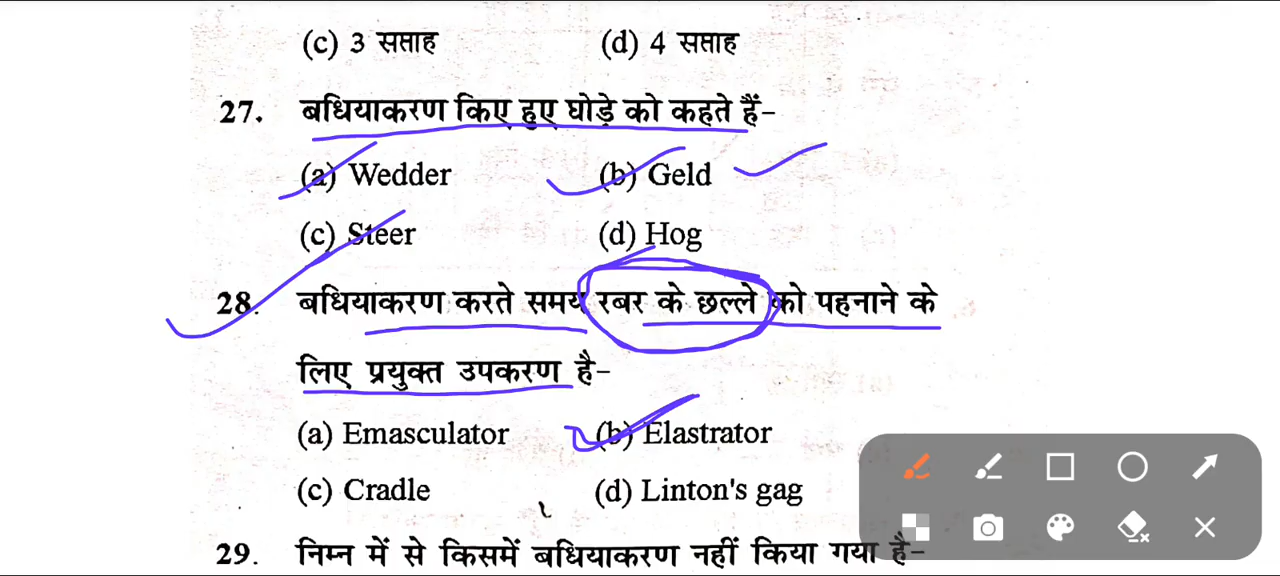 (c) 3 सप्ताह (d) 4 सप्ताह
27. बधियाकरण किए हुए घोड़े को कहते हैं-
(a) Wedder (b) Geld
(c) Steer (d) Hog
28. बधियाकरण करते समय रबर के छल्ले को पहनाने के
लिए प्रयुक्त उपकरण है-
(a) Emasculator (b) Elastrator
(c) Cradle (d) Linton's gag
29. निम्न में से किसमें बधियाकरण नहीं किया गया है-